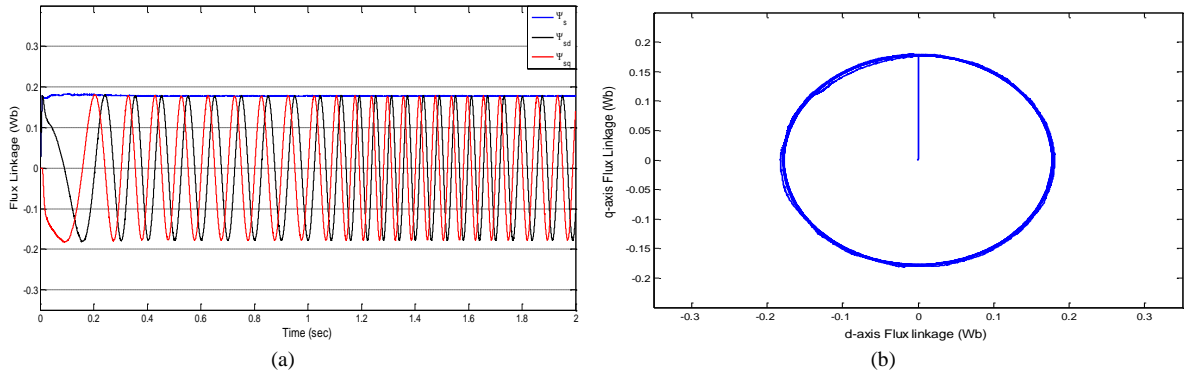 0.4
0.3
0.2
0.1
0
-0.1
-0.2
-0.3
Flux Linkage (Wb)
Ψs
Ψsd
Ψsq
0 0.2 0.4 0.6 0.8 1 1.2 1.4 1.6 1.8 2
Time (sec)
(a)
0.2
0.15
0.1
0.05
0
-0.05
-0.1
-0.15
-0.2
q-axis Flux Linkage (Wb)
-0.3 -0.2 -0.1 0 0.1 0.2 0.3
d-axis Flux linkage (Wb)
(b)